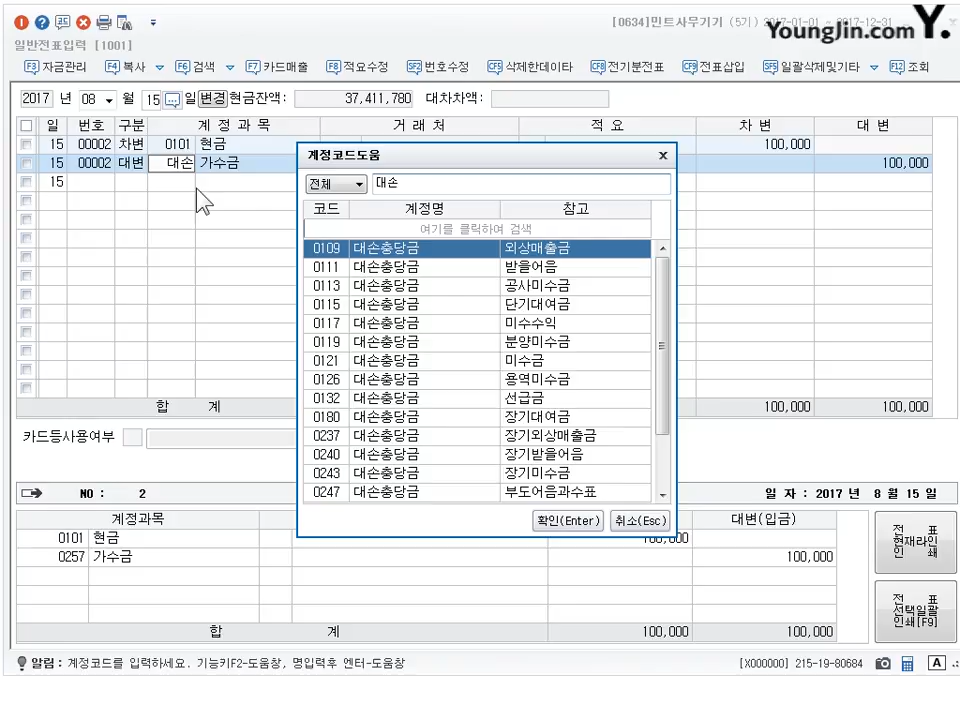 [0634]민트사무기기 (5기) 2017-01-01 ~ 2017-12-31
YoungJin.com Y.
일반전표입력 [1001]
F3 자금관리 F4 복사 F6 검색 F7 카드매출 F8 적요수정 SF2 번호수정 CF5 삭제한데이타 CF8 전기분전표 CF9 전표삽입 SF5 일괄삭제및기타 F12 조회
2017 년 08 월 15 일 변경 현금잔액: 37,411,780 대차차액:
일 번호 구분 계 정 과 목 거 래 처 적 요 차 변 대 변
15 00002 차변 0101 현금 100,000
15 00002 대변 대손 가수금 100,000
15
합 계 100,000 100,000
카드등사용여부
계정코드도움 x
전체 대손
코드 계정명 참고
여기를 클릭하여 검색
0109 대손충당금 외상매출금
0111 대손충당금 받을어음
0113 대손충당금 공사미수금
0115 대손충당금 단기대여금
0117 대손충당금 미수수익
0119 대손충당금 분양미수금
0121 대손충당금 미수금
0126 대손충당금 용역미수금
0132 대손충당금 선급금
0180 대손충당금 장기대여금
0237 대손충당금 장기외상매출금
0240 대손충당금 장기받을어음
0243 대손충당금 장기미수금
0247 대손충당금 부도어음과수표
확인(Enter) 취소(Esc)
NO : 2 일 자 : 2017 년 8 월 15 일
계정과목 대변(입금)
0101 현금 100,000
0257 가수금 100,000
합 계 100,000 100,000
전 표
현재라인
인 쇄
전 표
선택일괄
인쇄[F9]
알림 : 계정코드를 입력하세요. 기능키F2-도움창, 명입력후 엔터-도움창 [X000000] 215-19-80684 A